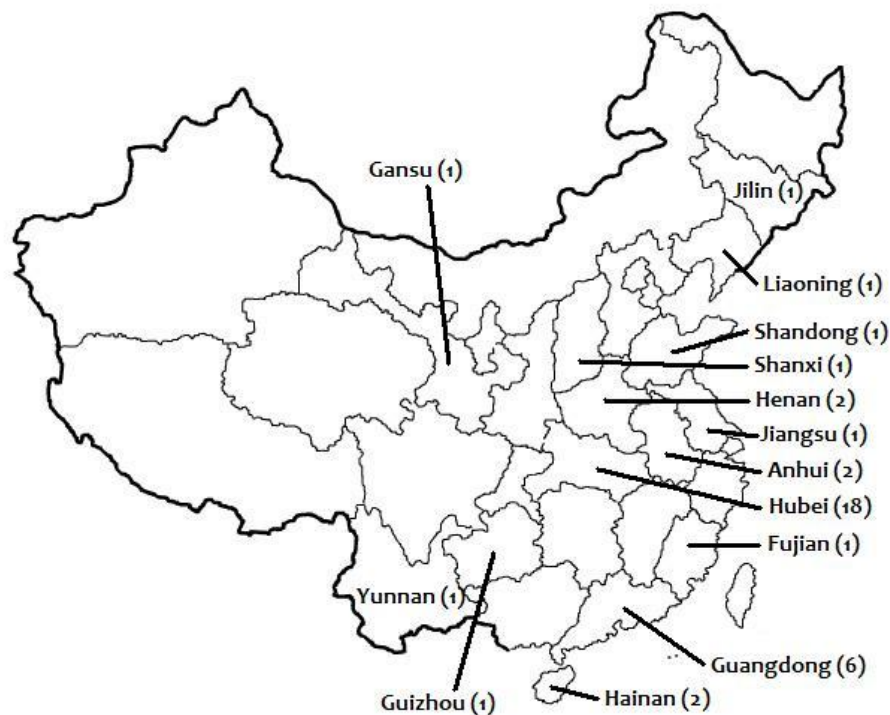 Gansu (1)
Jilin (1)
Liaoning (1)
Shandong (1)
Shanxi (1)
Henan (2)
Jiangsu (1)
Anhui (2)
Hubei (18)
Fujian (1)
Yunnan (1)
Guangdong (6)
Guizhou (1)
Hainan (2)